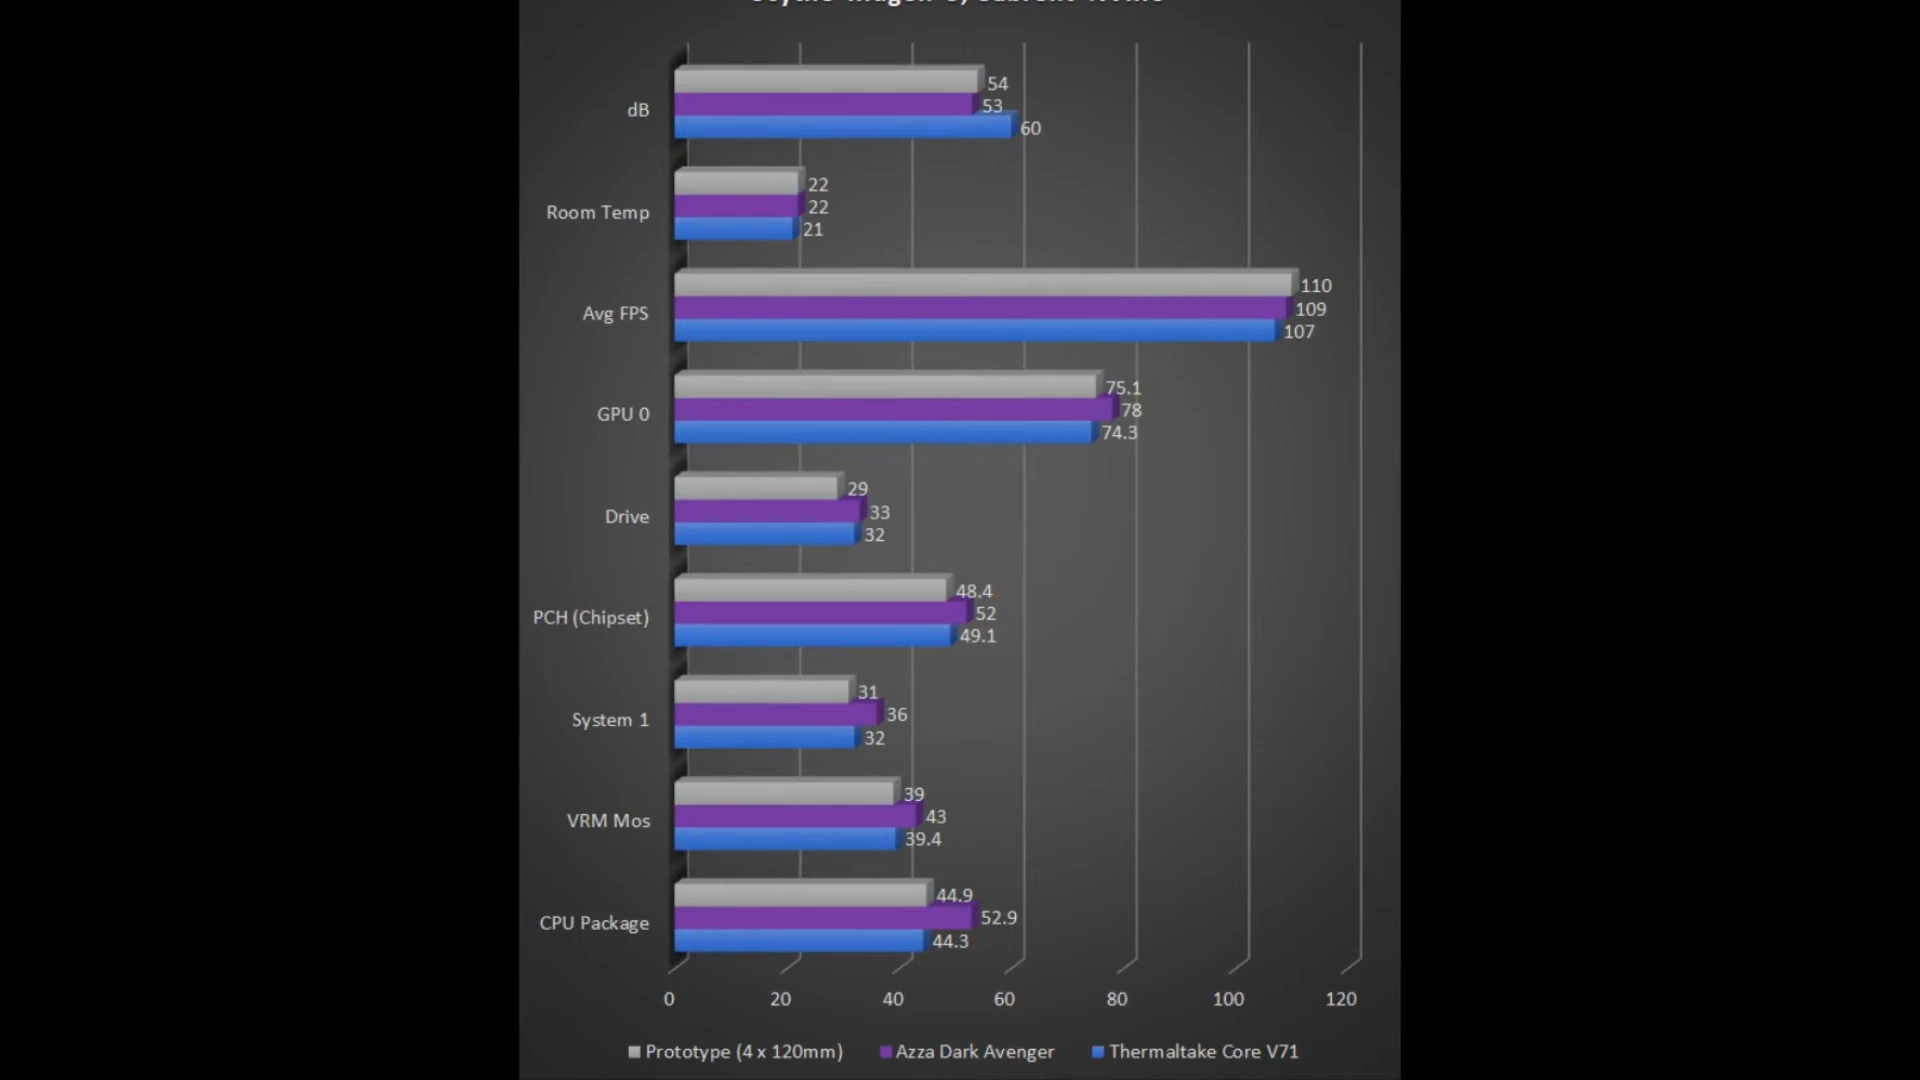 54
53
dB
60
22
22
Room Temp
21
110
109
Avg FPS
107
75.1
78
GPU 0
74.3
29
33
Drive
32
48.4
52
PCH (Chipset)
49.1
31
36
System 1
32
39
43
VRM Mos
39.4
44.9
52.9
CPU Package
44.3
0 20 40 60 80 100 120
Prototype (4 x 120mm) Azza Dark Avenger Thermaltake Core V71